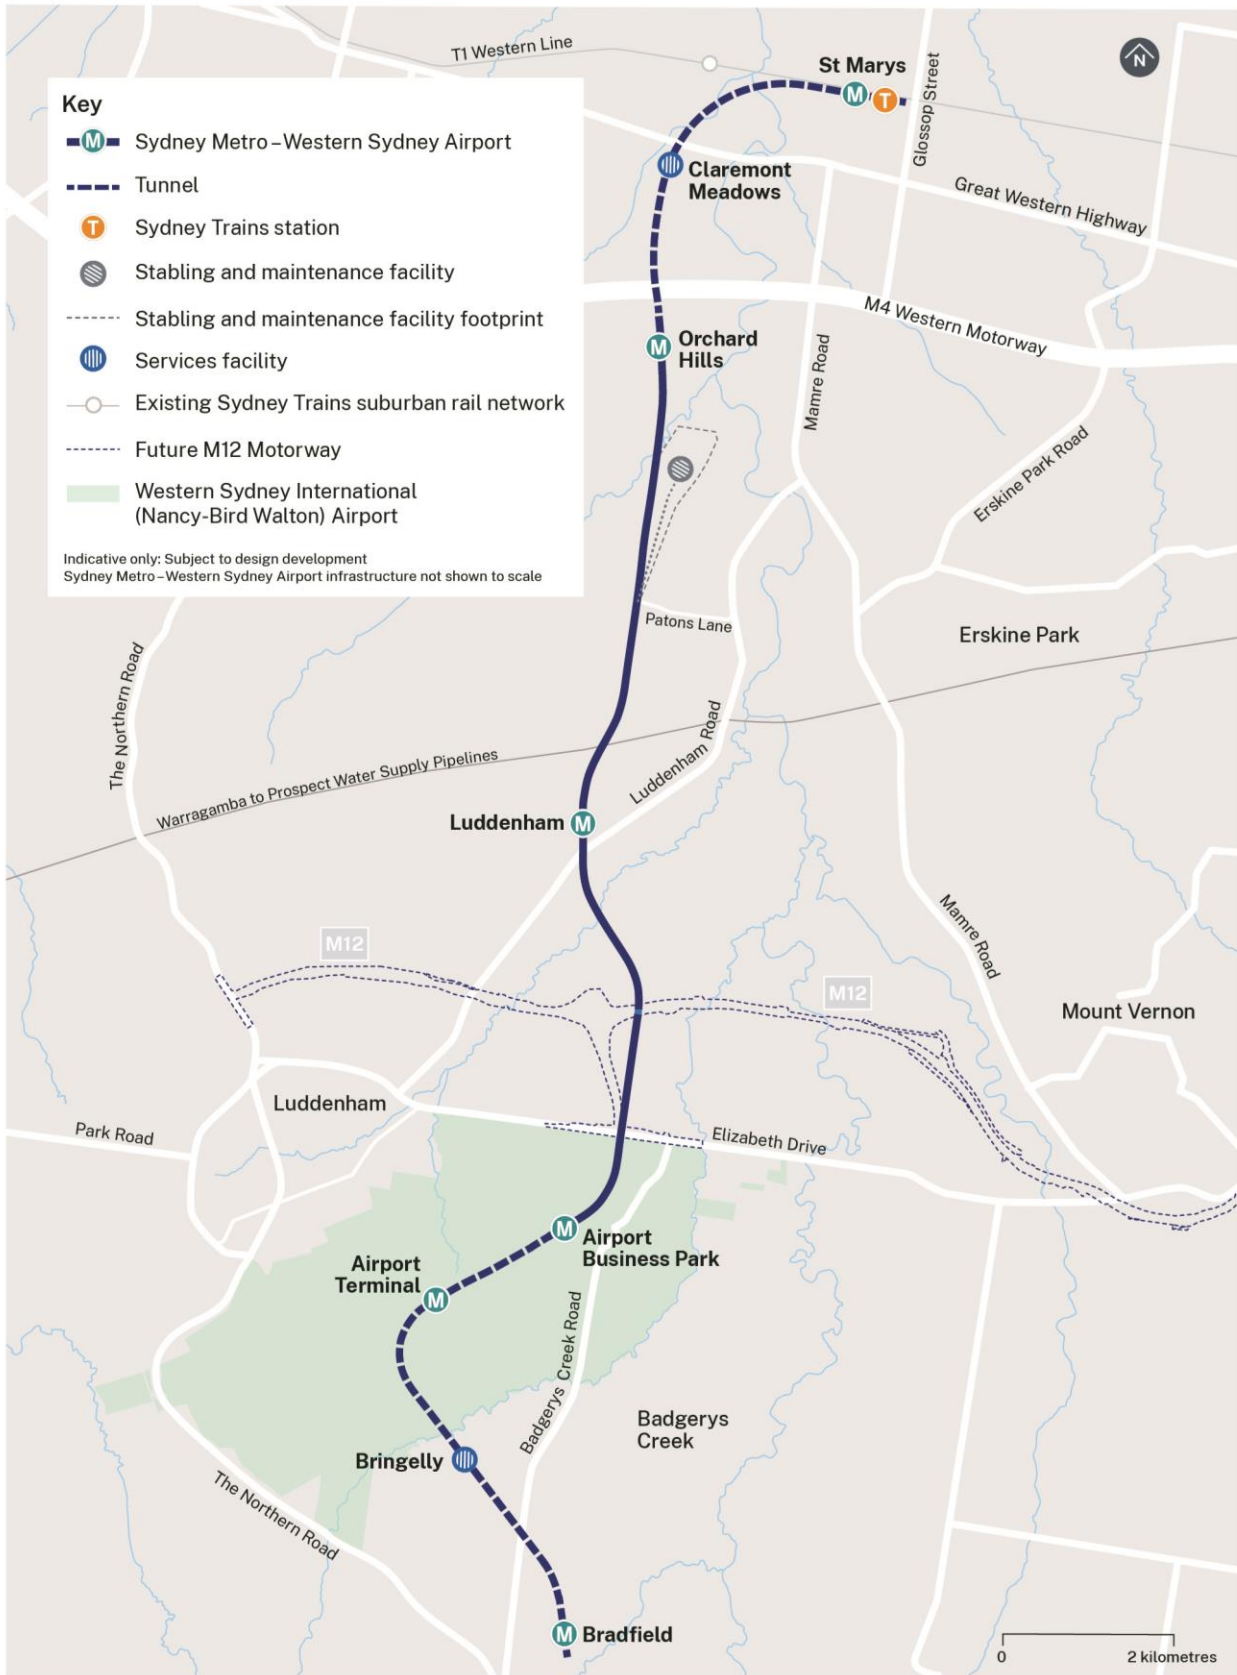 T1 Western Line
St Marys
N
M
T
Glossop Street
Key
M
Sydney Metro – Western Sydney Airport
Tunnel
T
Sydney Trains station
Stabling and maintenance facility
Stabling and maintenance facility footprint
Services facility
Existing Sydney Trains suburban rail network
Future M12 Motorway
Western Sydney International
(Nancy-Bird Walton) Airport
Indicative only: Subject to design development
Sydney Metro – Western Sydney Airport infrastructure not shown to scale
Claremont
Meadows
Great Western Highway
M4 Western Motorway
M
Orchard
Hills
Mamre Road
Erskine Park Road
Patons Lane
Erskine Park
The Northern Road
Luddenham Road
Warragamba to Prospect Water Supply Pipelines
Luddenham
M
Mamre Road
M12
M12
Mount Vernon
Luddenham
Park Road
Elizabeth Drive
M
Airport
Business Park
Airport
Terminal
M
Badgerys Creek Road
Badgerys
Creek
Bringelly
The Northern Road
M
Bradfield
0
2 kilometres